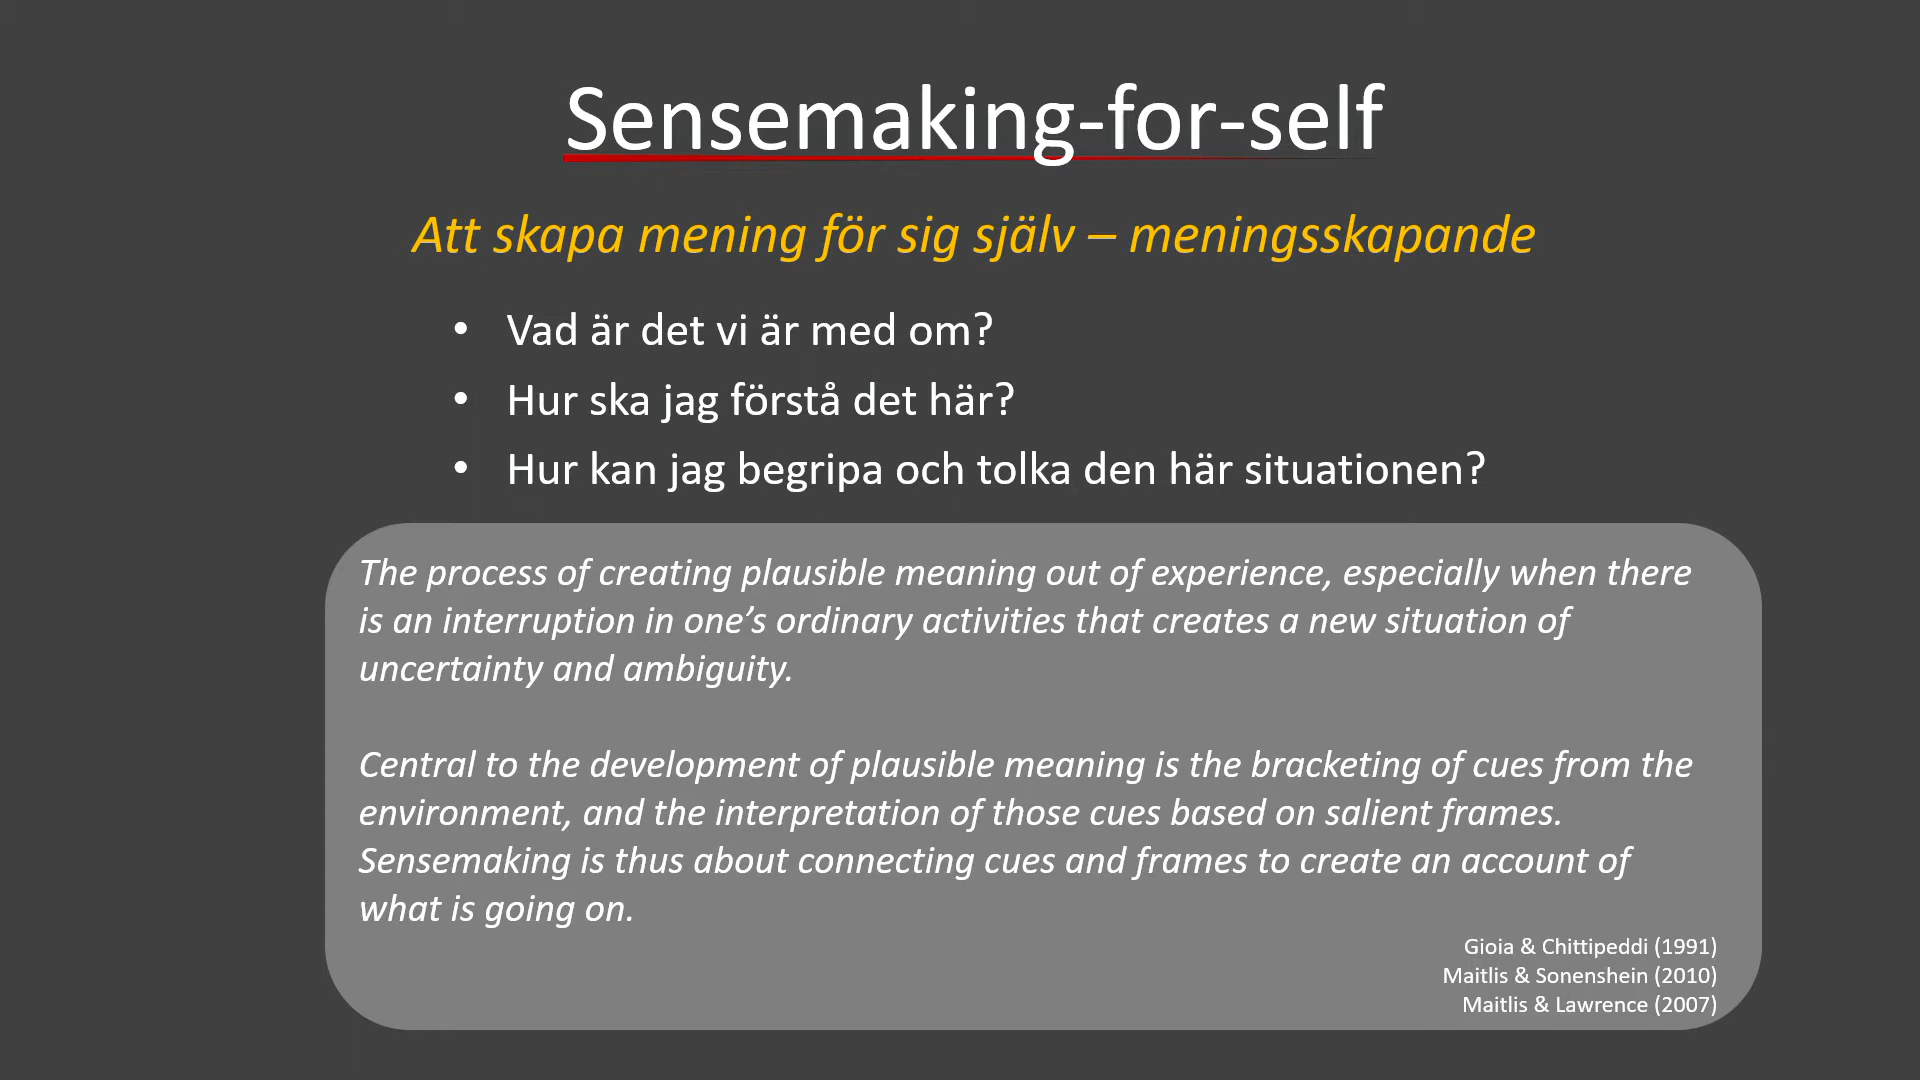 Sensemaking-for-self
Att skapa mening för sig själv – meningsskapande
• Vad är det vi är med om?
• Hur ska jag förstå det här?
• Hur kan jag begripa och tolka den här situationen?
The process of creating plausible meaning out of experience, especially when there
is an interruption in one’s ordinary activities that creates a new situation of
uncertainty and ambiguity.
Central to the development of plausible meaning is the bracketing of cues from the
environment, and the interpretation of those cues based on salient frames.
Sensemaking is thus about connecting cues and frames to create an account of
what is going on.
Gioia & Chittipeddi (1991)
Maitlis & Sonenshein (2010)
Maitlis & Lawrence (2007)